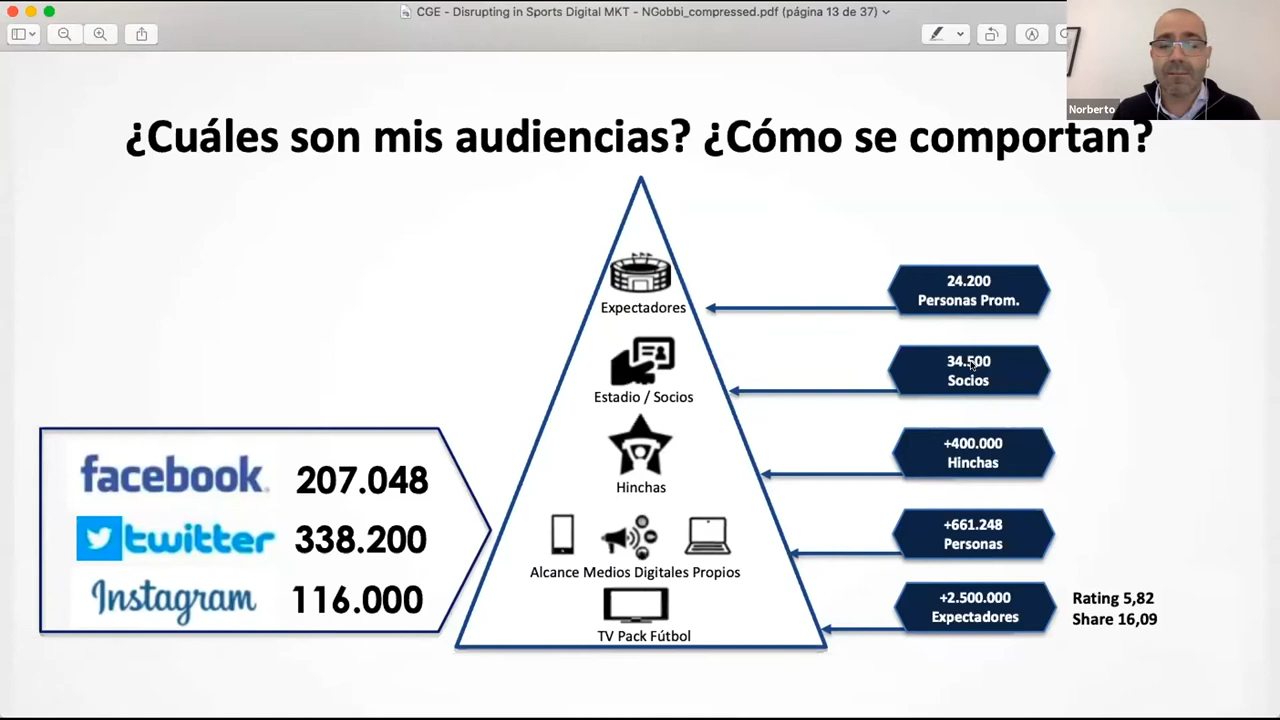 CGE - Disrupting in Sports Digital MKT - NGobbi_compressed.pdf (página 13 de 37)
Norberto
¿Cuáles son mis audiencias? ¿Cómo se comportan?
Expectadores
24.200
Personas Prom.
Estadio / Socios
34.500
Socios
Hinchas
+400.000
Hinchas
facebook 207.048
twitter 338.200
Instagram 116.000
Alcance Medios Digitales Propios
+661.248
Personas
TV Pack Fútbol
+2.500.000
Expectadores
Rating 5,82
Share 16,09